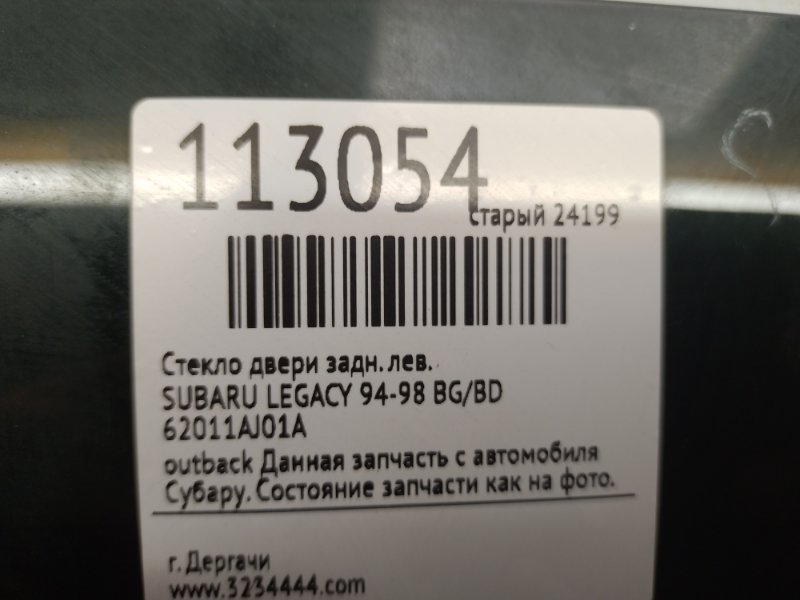 113054
старый 24199
Стекло двери задн.лев.
SUBARU LEGACY 94-98 BG/BD
62011AJ01A
outback Данная запчасть с автомобиля
Субару. Состояние запчасти как на фото.
г. Дергачи
www.3234444.com